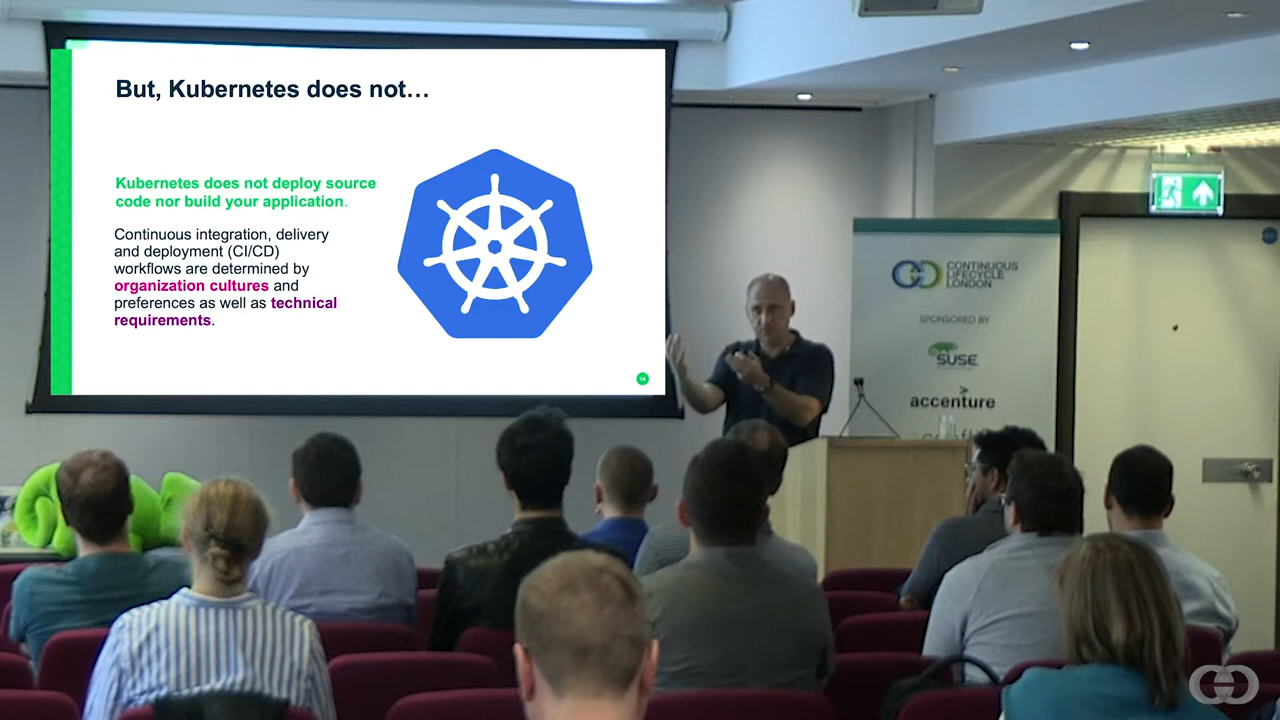 But, Kubernetes does not…
Kubernetes does not deploy source
code nor build your application.
Continuous integration, delivery
and deployment (CI/CD)
workflows are determined by
organization cultures and
preferences as well as technical
requirements.
14
CONTINUOUS
LIFECYCLE
LONDON
SPONSORED BY
SUSE
accenture